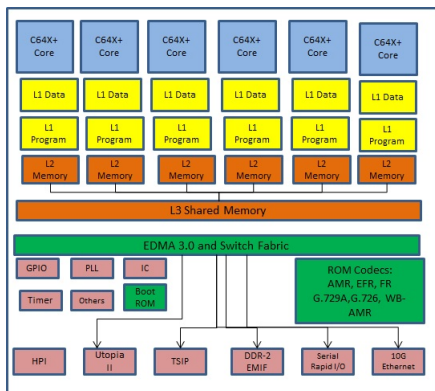 C64X+ Core
C64X+ Core
C64X+ Core
C64X+ Core
C64X+ Core
C64X+ Core
L1 Data
L1 Data
L1 Data
L1 Data
L1 Data
L1 Data
L1 Program
L1 Program
L1 Program
L1 Program
L1 Program
L1 Program
L2 Memory
L2 Memory
L2 Memory
L2 Memory
L2 Memory
L2 Memory
L3 Shared Memory
EDMA 3.0 and Switch Fabric
GPIO
PLL
IC
Timer
Others
Boot ROM
ROM Codecs:
AMR, EFR, FR
G.729A,G.726, WB-
AMR
HPI
Utopia II
TSIP
DDR-2 EMIF
Serial Rapid I/O
10G Ethernet